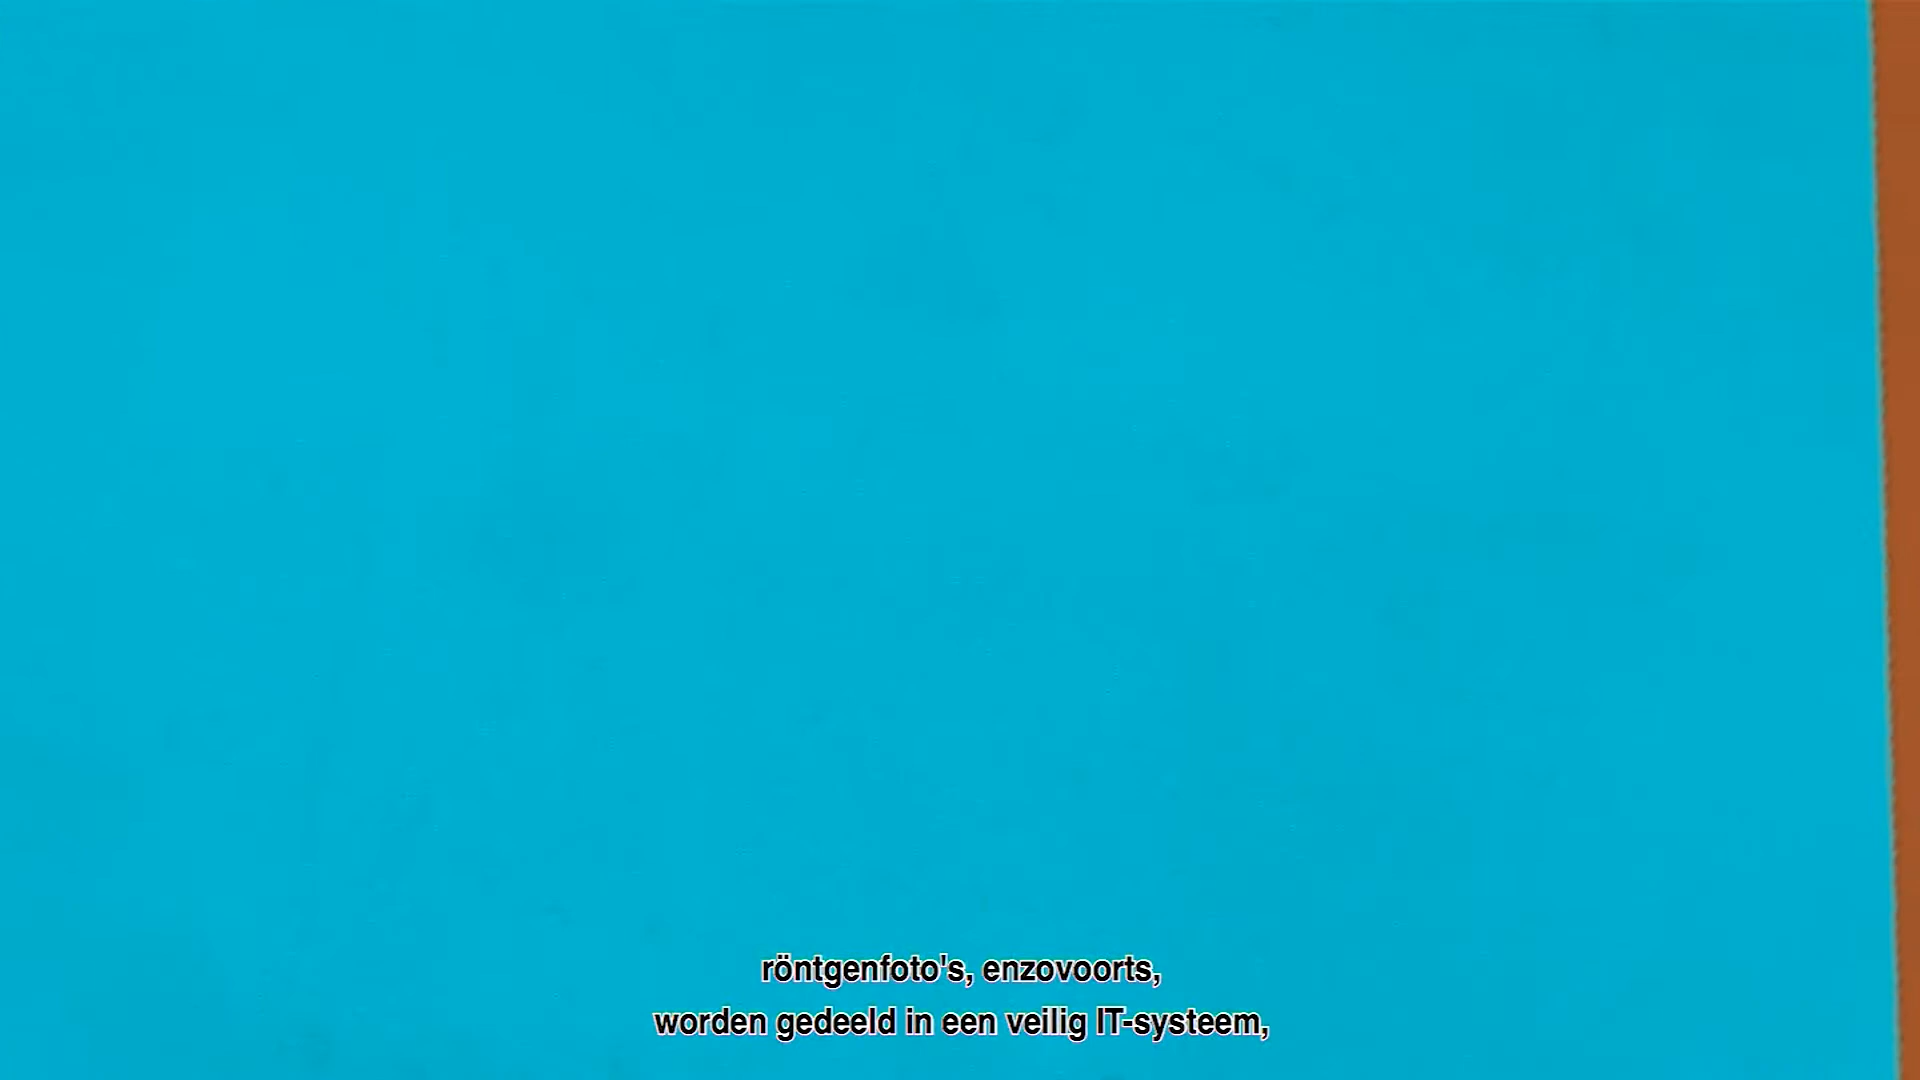 röntgenfoto's, enzovoorts,
worden gedeeld in een veilig IT-systeem,